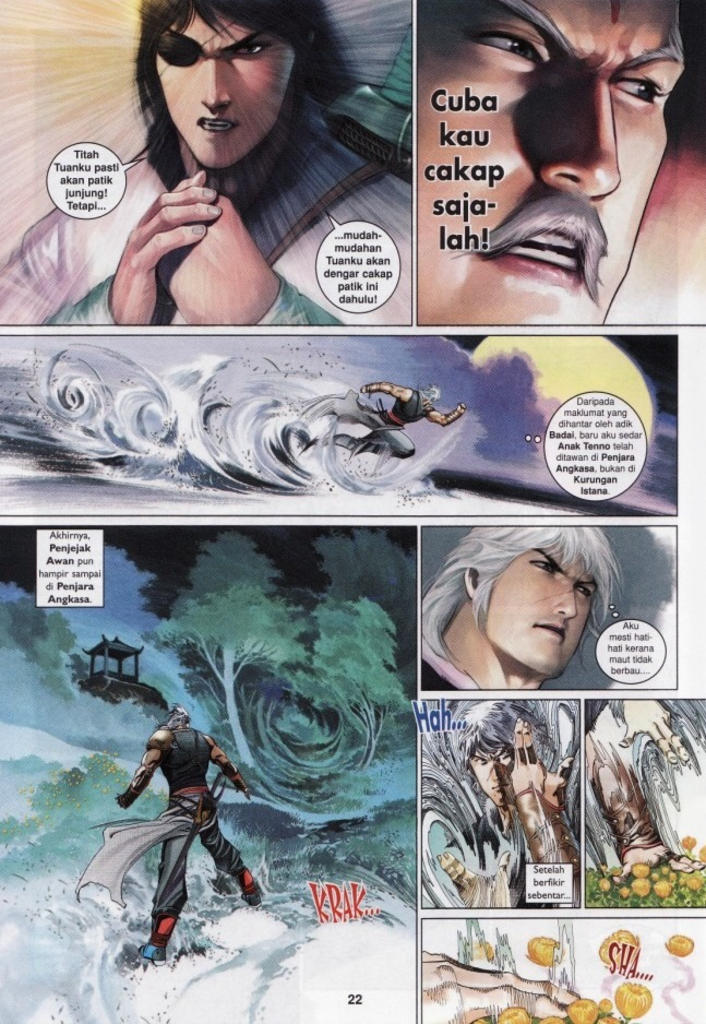 Titah
Tuanku pasti
akan patik
junjung!
Tetapi...
...mudah-
mudahan
Tuanku akan
dengar cakap
patik ini
dahulu!
Cuba
kau
cakap
saja-
lah!
Daripada
maklumat yang
dihantar oleh adik
Badai, baru aku sedar
Anak Tenno telah
ditawan di Penjara
Angkasa, bukan di
Kurungan
Istana.
Akhirnya,
Penjejak
Awan pun
hampir sampai
di Penjara
Angkasa.
KRAK...
Aku
mesti hati-
hati kerana
maut tidak
berbau....
Hah...
Setelah
berfikir
sebentar...
SHA....
22